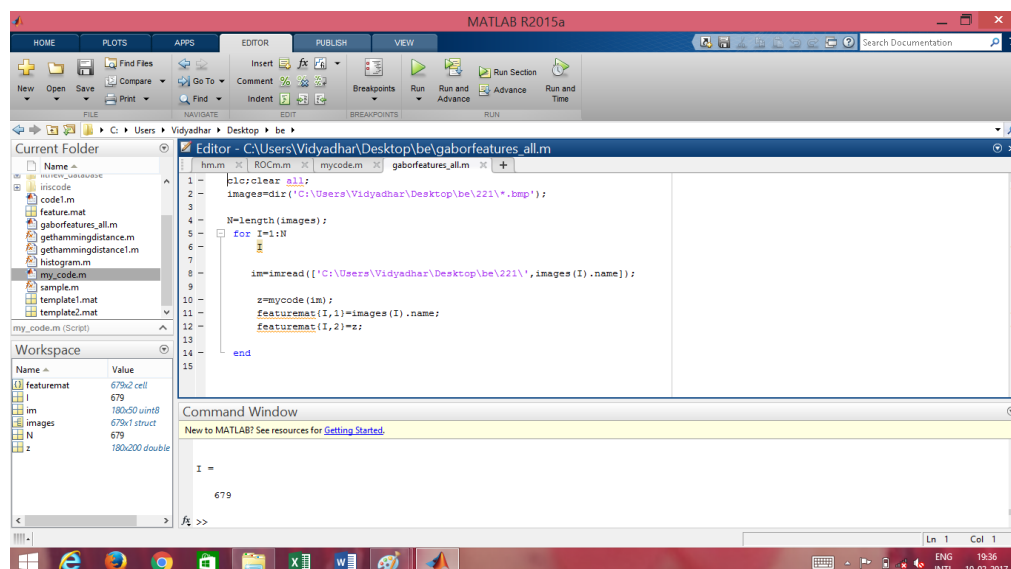 MATLAB R2015a
HOME PLOTS APPS EDITOR PUBLISH VIEW
Search Documentation
New Open Save
Find Files
Compare
Print
Go To
Find
Insert fx
Comment
Indent
Breakpoints
Run
Run and Advance
Run Section
Advance
Run and Time
FILE NAVIGATE EDIT BREAKPOINTS RUN
C: Users Vidyadhar Desktop be
Current Folder
Name
iriscode
code1.m
feature.mat
gaborfeatures_all.m
gethammingdistance.m
gethammingdistance1.m
histogram.m
my_code.m
sample.m
template1.mat
template2.mat
my_code.m (Script)
Workspace
Name Value
featuremat 679x2 cell
I 679
im 180x50 uint8
images 679x1 struct
N 679
z 180x200 double
Editor - C:\Users\Vidyadhar\Desktop\be\gaborfeatures_all.m
hm.m ROCm.m mycode.m gaborfeatures_all.m
1 – clc;clear all;
2 – images=dir('C:\Users\Vidyadhar\Desktop\be\221\*.bmp');
3
4 – N=length(images);
5 – for I=1:N
6 – I
7
8 – im=imread(['C:\Users\Vidyadhar\Desktop\be\221\',images(I).name]);
9
10 – z=mycode(im);
11 – featuremat{I,1}=images(I).name;
12 – featuremat{I,2}=z;
13
14 – end
15
Command Window
New to MATLAB? See resources for Getting Started.
I =
679
fx >>
Ln 1 Col 1
ENG
INTL
19:36